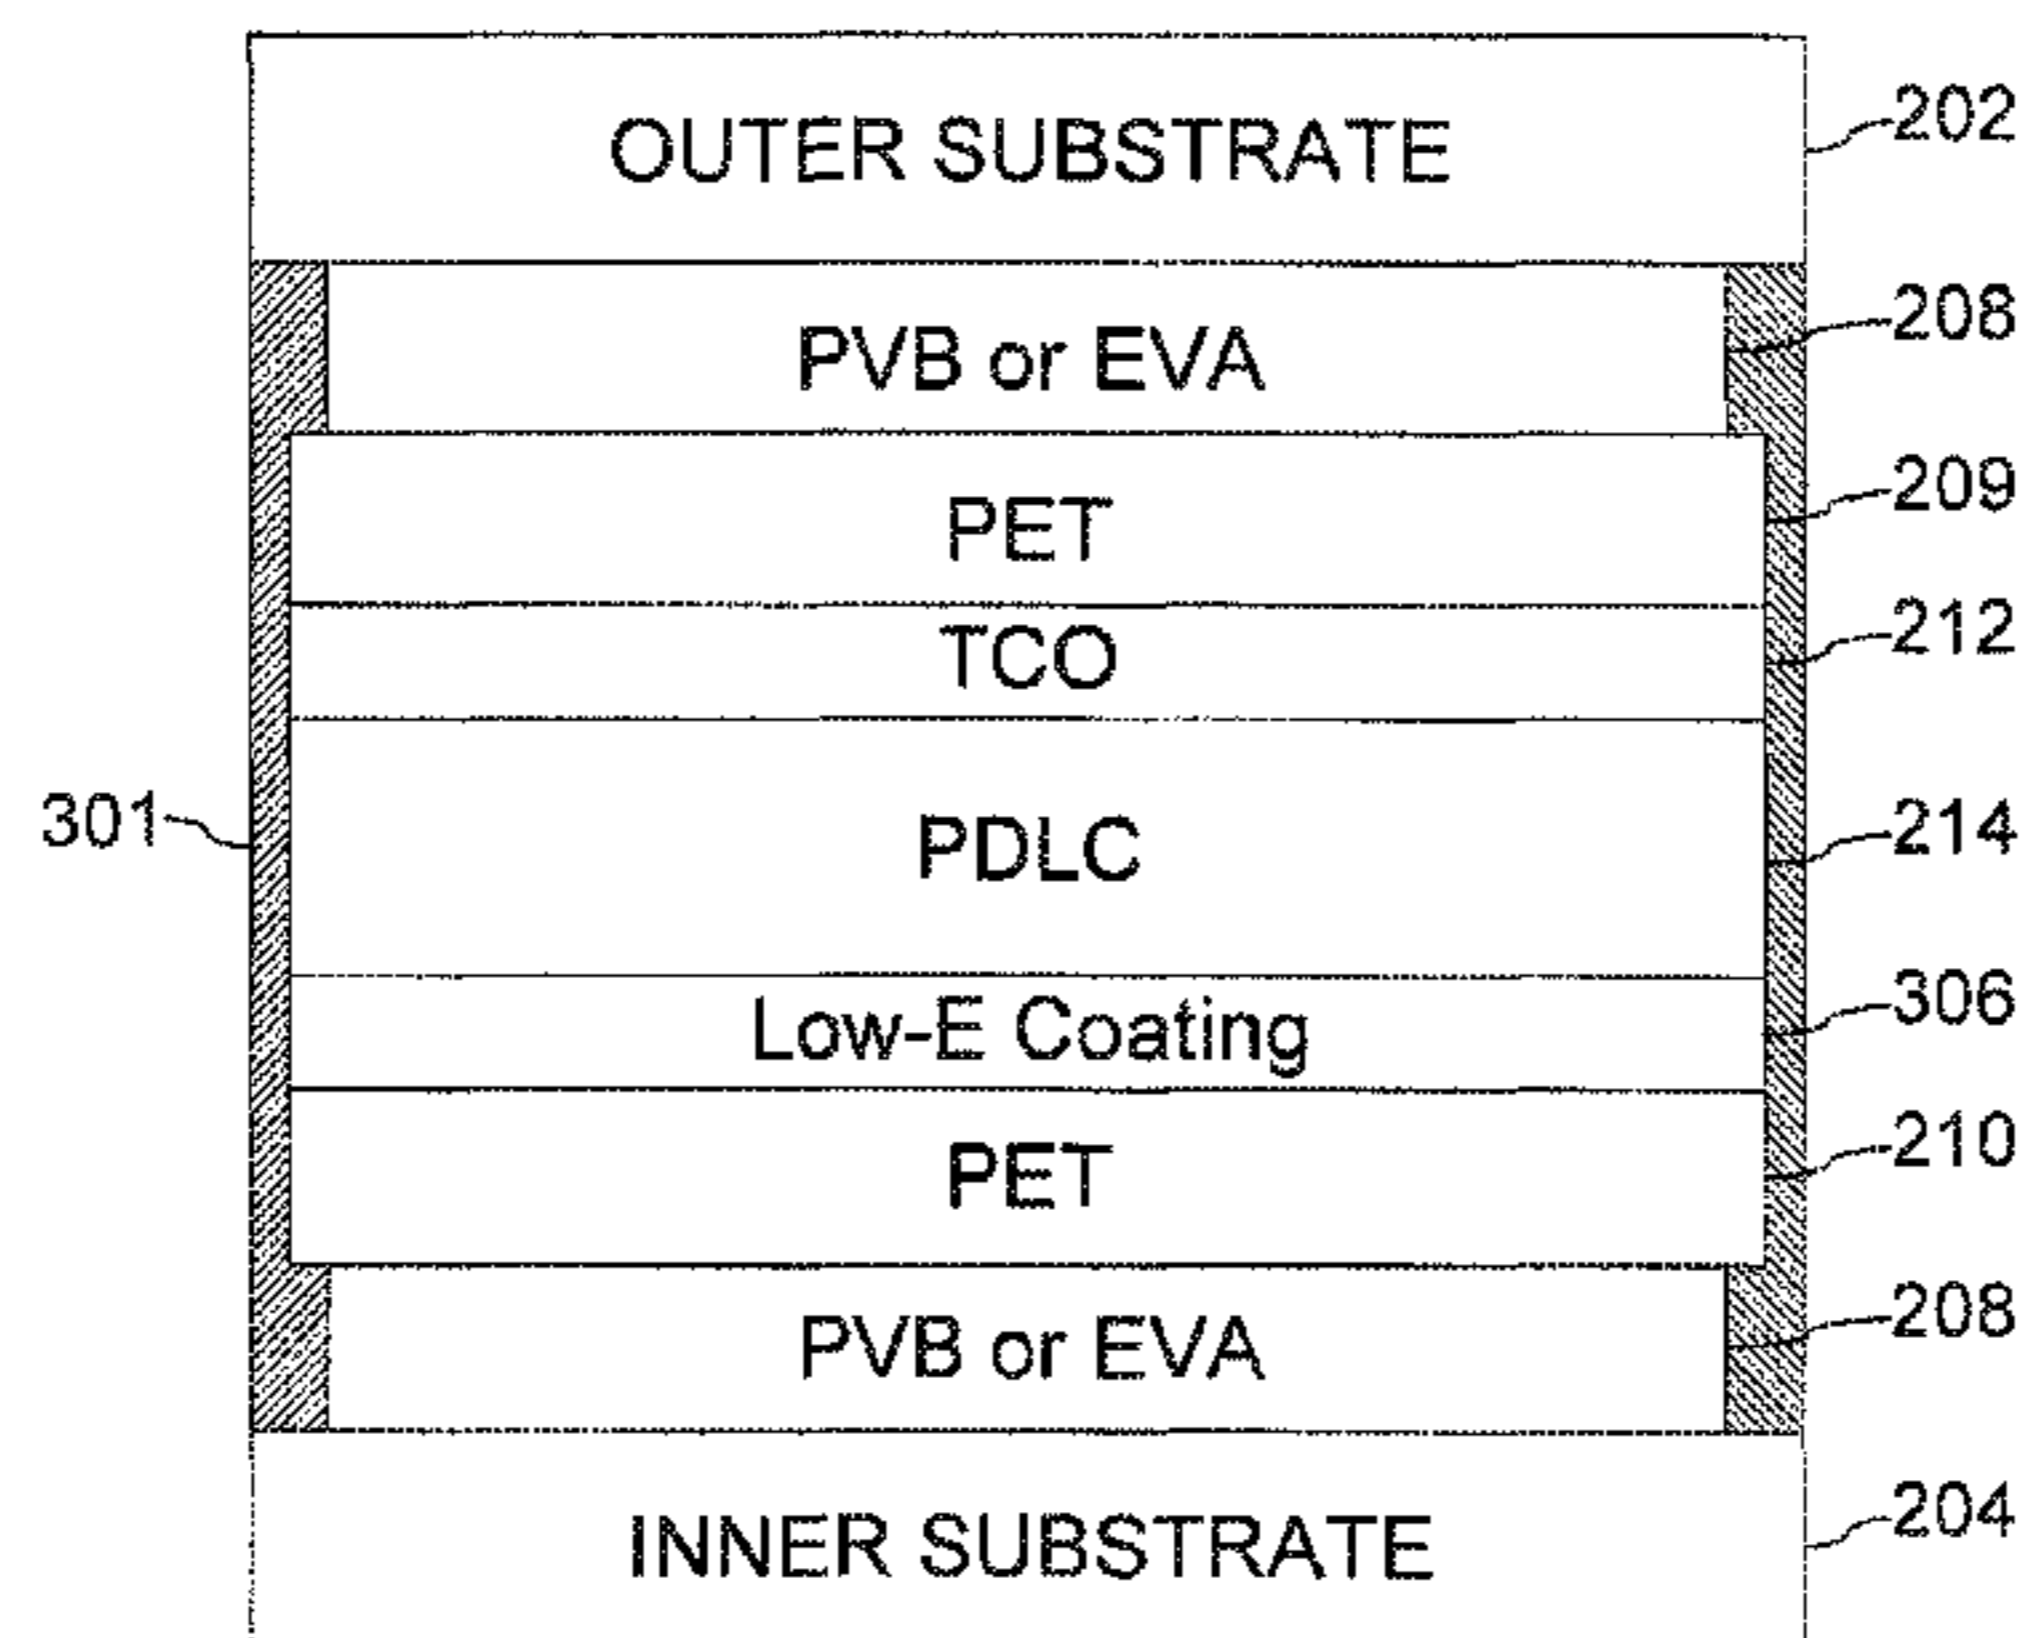 OUTER SUBSTRATE
202
PVB or EVA
208
PET
209
TCO
212
301
PDLC
214
Low-E Coating
306
PET
210
PVB or EVA
208
INNER SUBSTRATE
204